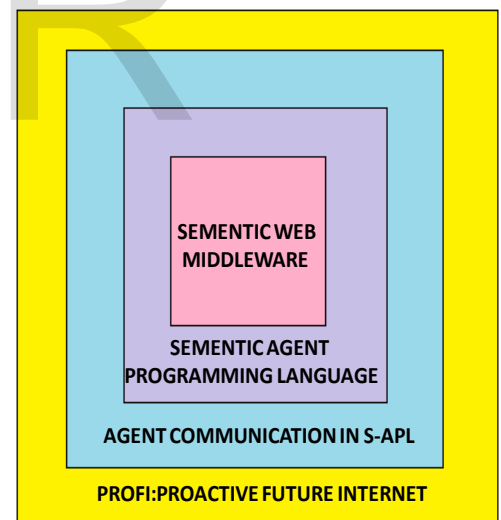 SEMENTIC WEB
MIDDLEWARE
SEMENTIC AGENT
PROGRAMMING LANGUAGE
AGENT COMMUNICATION IN S-APL
PROFI:PROACTIVE FUTURE INTERNET